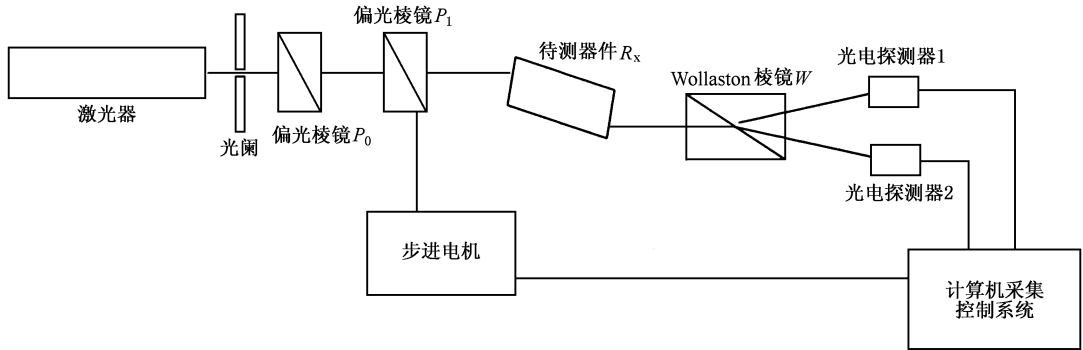 偏光棱镜P1
待测器件Rx
光电探测器1
Wollaston棱镜W
激光器
光阑
偏光棱镜P0
光电探测器2
步进电机
计算机采集
控制系统